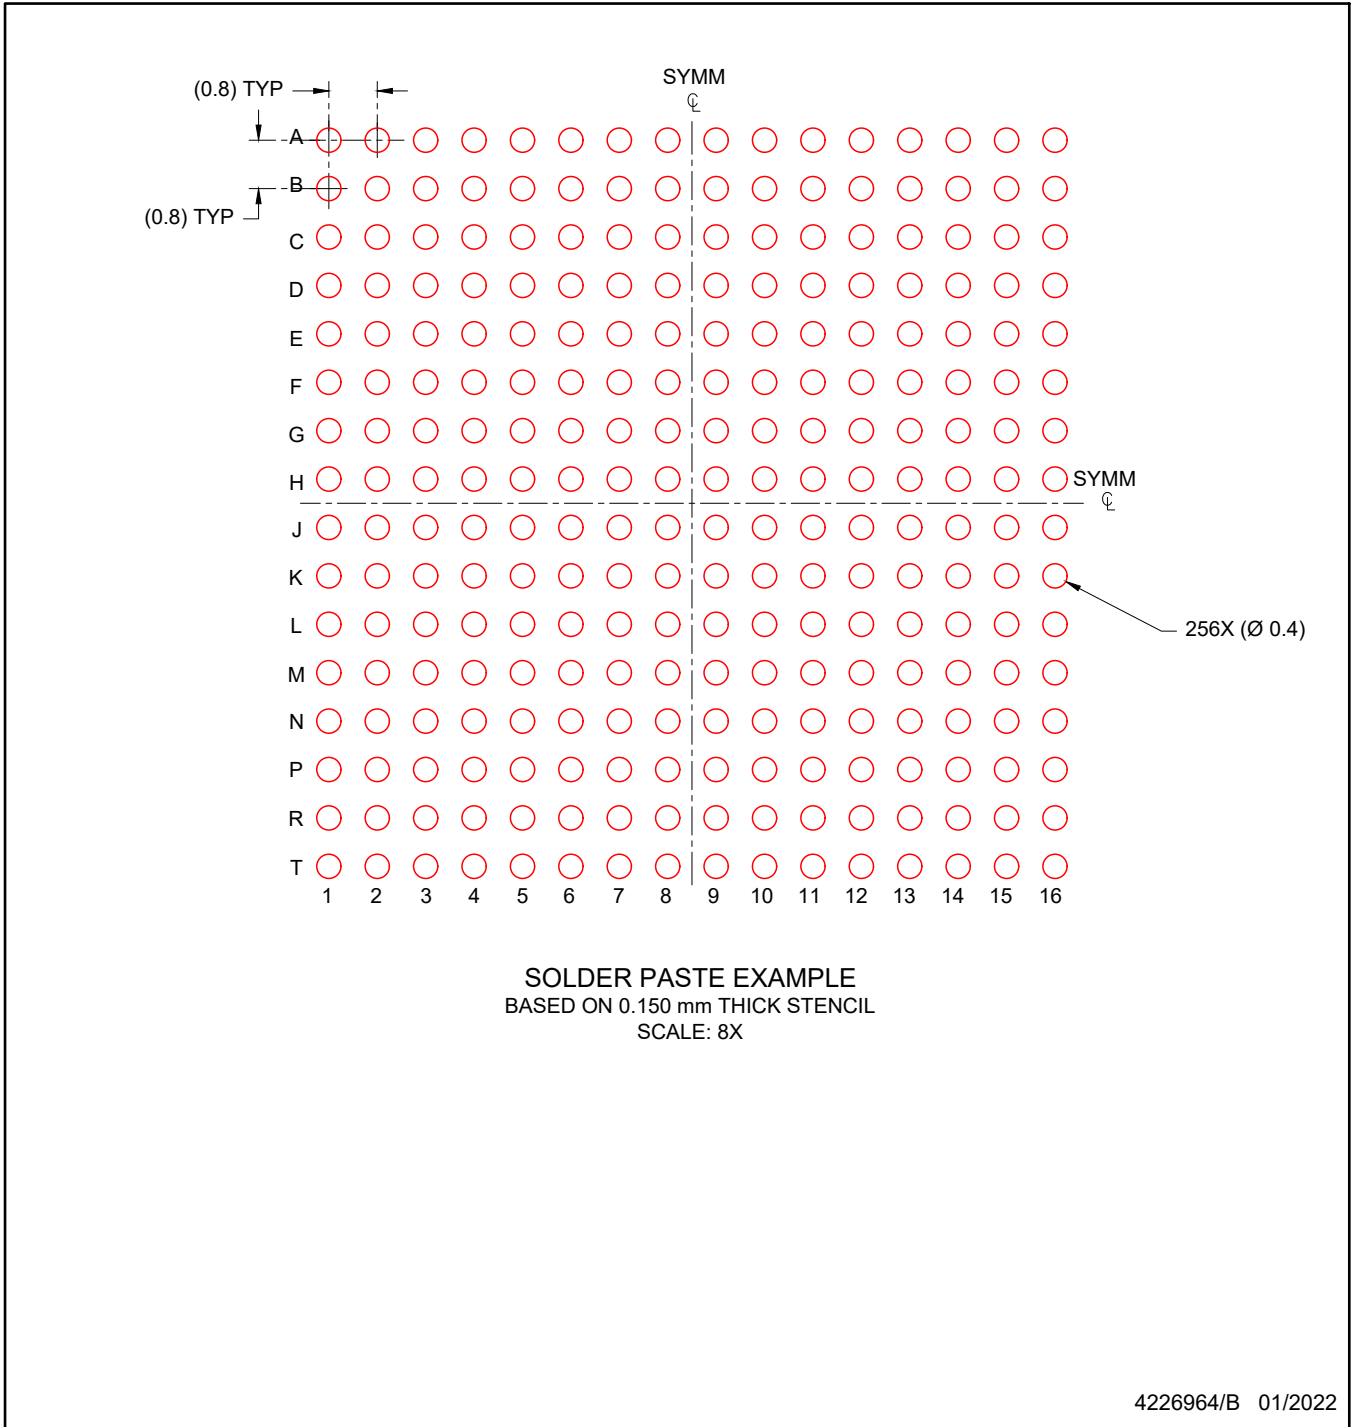 SYMM
℄
(0.8) TYP
A
B
(0.8) TYP
C
D
E
F
G
H
SYMM
℄
J
K
L
256X (Ø 0.4)
M
N
P
R
T
1 2 3 4 5 6 7 8 9 10 11 12 13 14 15 16
SOLDER PASTE EXAMPLE
BASED ON 0.150 mm THICK STENCIL
SCALE: 8X
4226964/B 01/2022